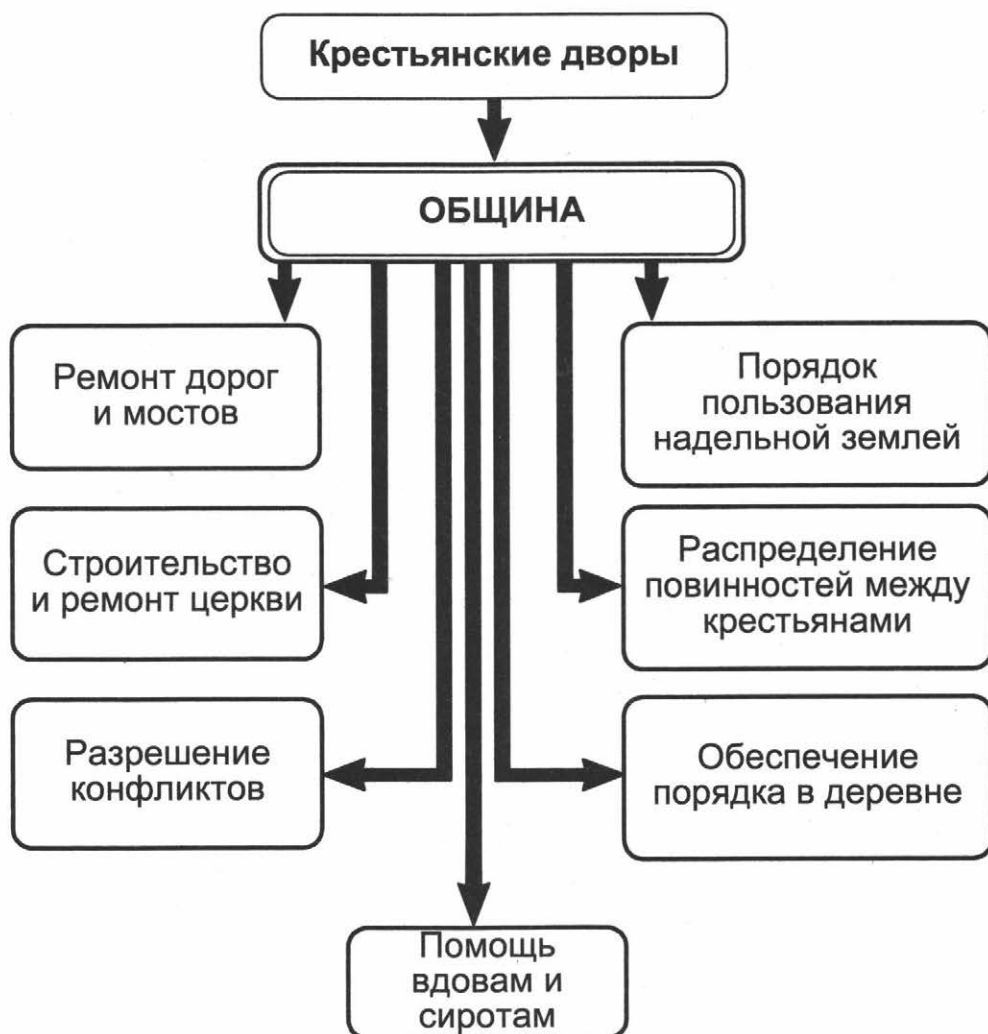 Крестьянские дворы
ОБЩИНА
Ремонт дорог
и мостов
Порядок
пользования
надельной землей
Строительство
и ремонт церкви
Распределение
повинностей между
крестьянами
Разрешение
конфликтов
Обеспечение
порядка в деревне
Помощь
вдовам и
сиротам